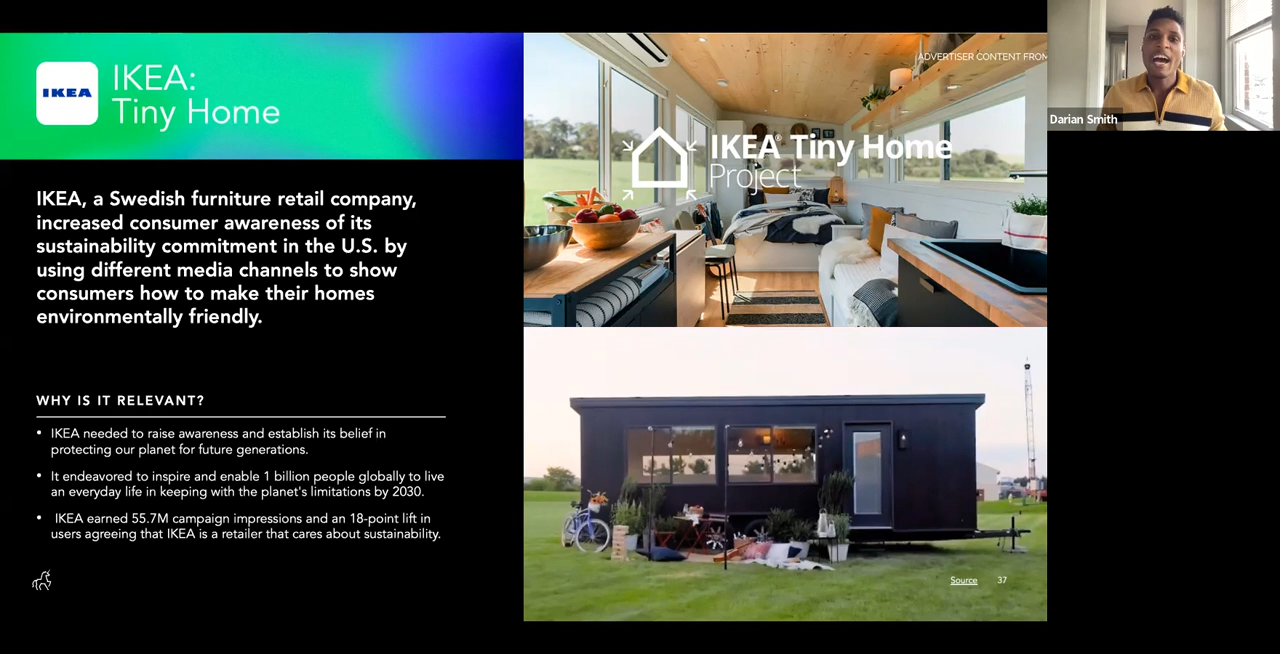 IKEA
IKEA:
Tiny Home
IKEA, a Swedish furniture retail company,
increased consumer awareness of its
sustainability commitment in the U.S. by
using different media channels to show
consumers how to make their homes
environmentally friendly.
WHY IS IT RELEVANT?
• IKEA needed to raise awareness and establish its belief in
protecting our planet for future generations.
• It endeavored to inspire and enable 1 billion people globally to live
an everyday life in keeping with the planet's limitations by 2030.
• IKEA earned 55.7M campaign impressions and an 18-point lift in
users agreeing that IKEA is a retailer that cares about sustainability.
ADVERTISER CONTENT FROM
IKEA® Tiny Home
Project
Source 37
Darian Smith